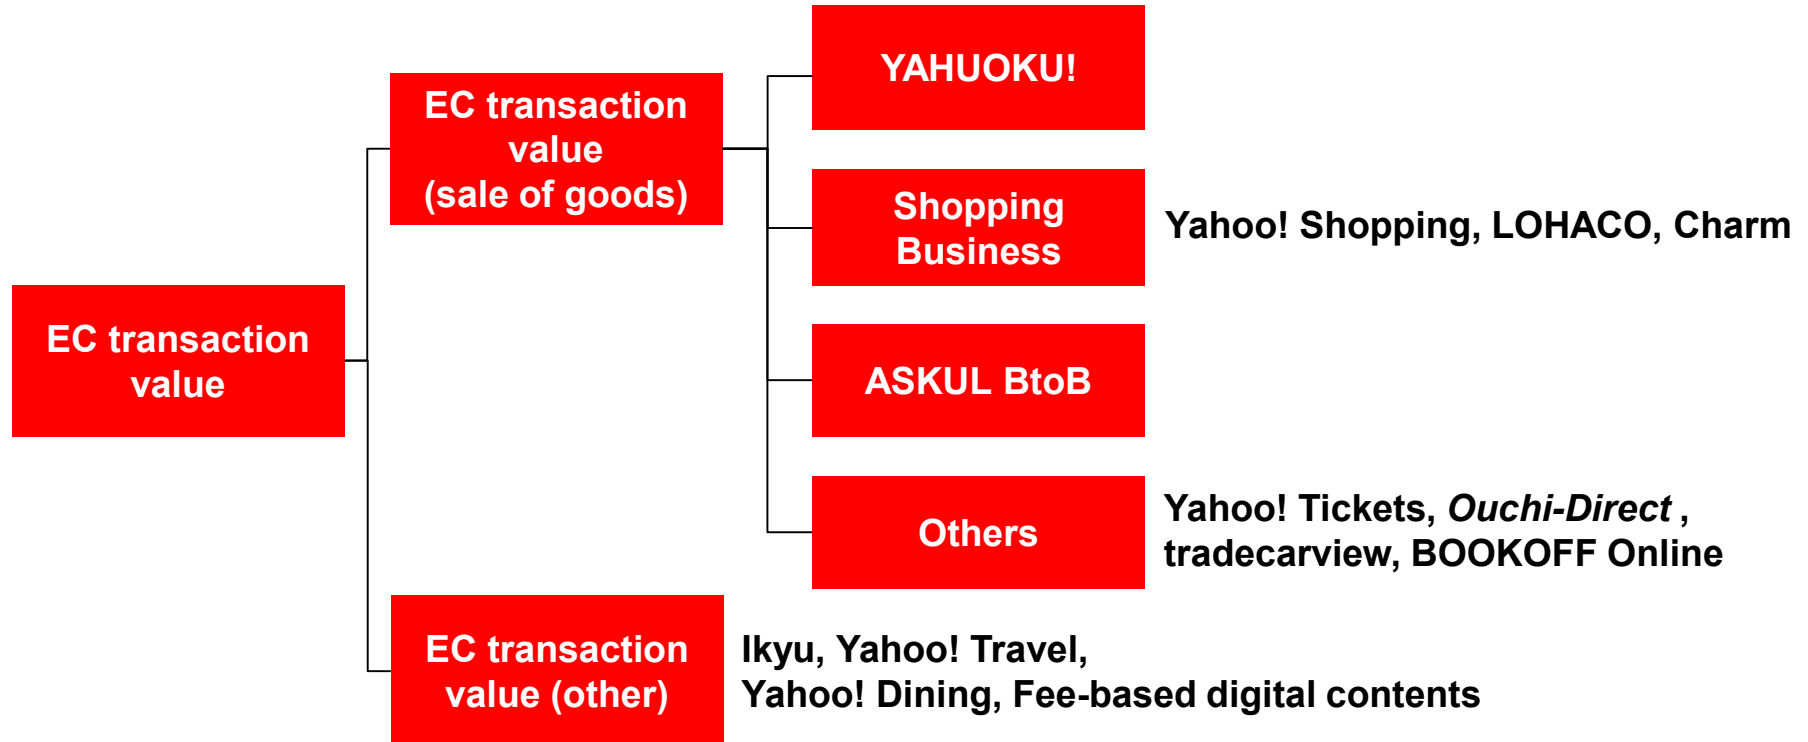 YAHUOKU!
EC transaction
value
(sale of goods)
Shopping
Business
Yahoo! Shopping, LOHACO, Charm
EC transaction
value
ASKUL BtoB
Others
Yahoo! Tickets, Ouchi-Direct ,
tradecarview, BOOKOFF Online
EC transaction
value (other)
Ikyu, Yahoo! Travel,
Yahoo! Dining, Fee-based digital contents